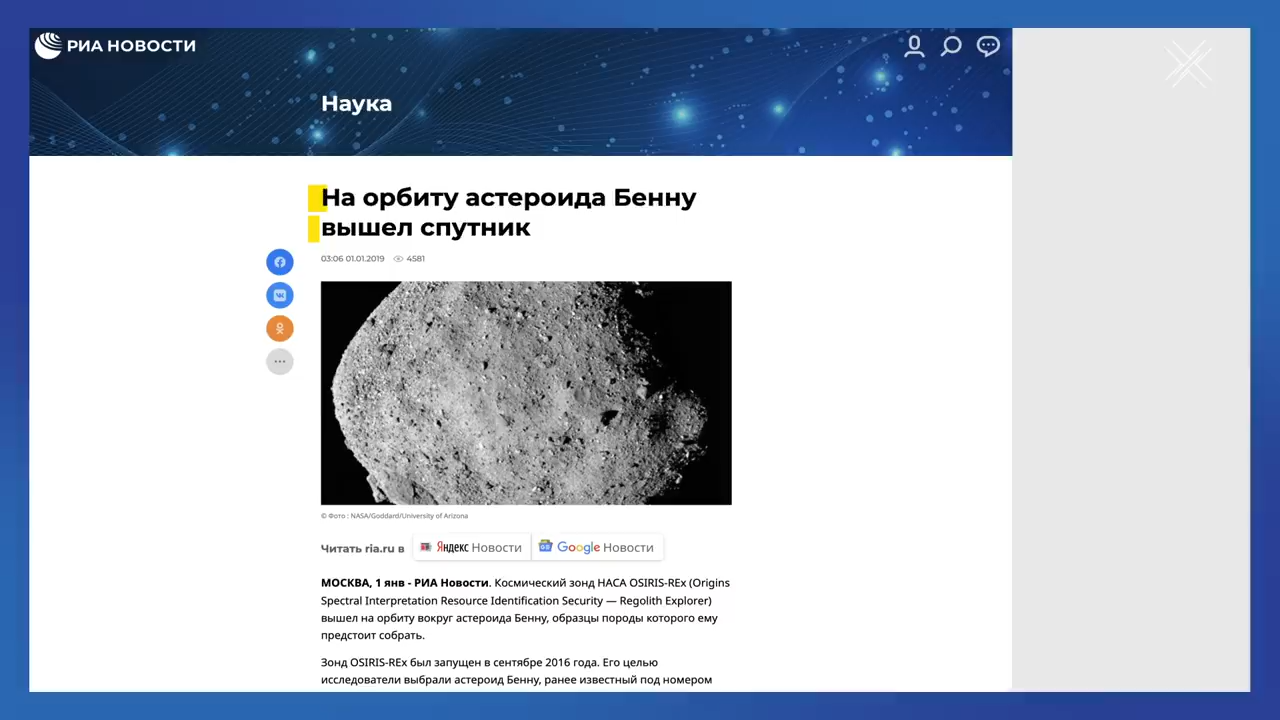 РИА НОВОСТИ
Наука
На орбиту астероида Бенну
вышел спутник
03:06 01.01.2019 4581
© Фото : NASA/Goddard/University of Arizona
Читать ria.ru в Яндекс Новости Google Новости
МОСКВА, 1 янв - РИА Новости. Космический зонд НАСА OSIRIS-REx (Origins
Spectral Interpretation Resource Identification Security — Regolith Explorer)
вышел на орбиту вокруг астероида Бенну, образцы породы которого ему
предстоит собрать.
Зонд OSIRIS-REx был запущен в сентябре 2016 года. Его целью
исследователи выбрали астероид Бенну, ранее известный под номером